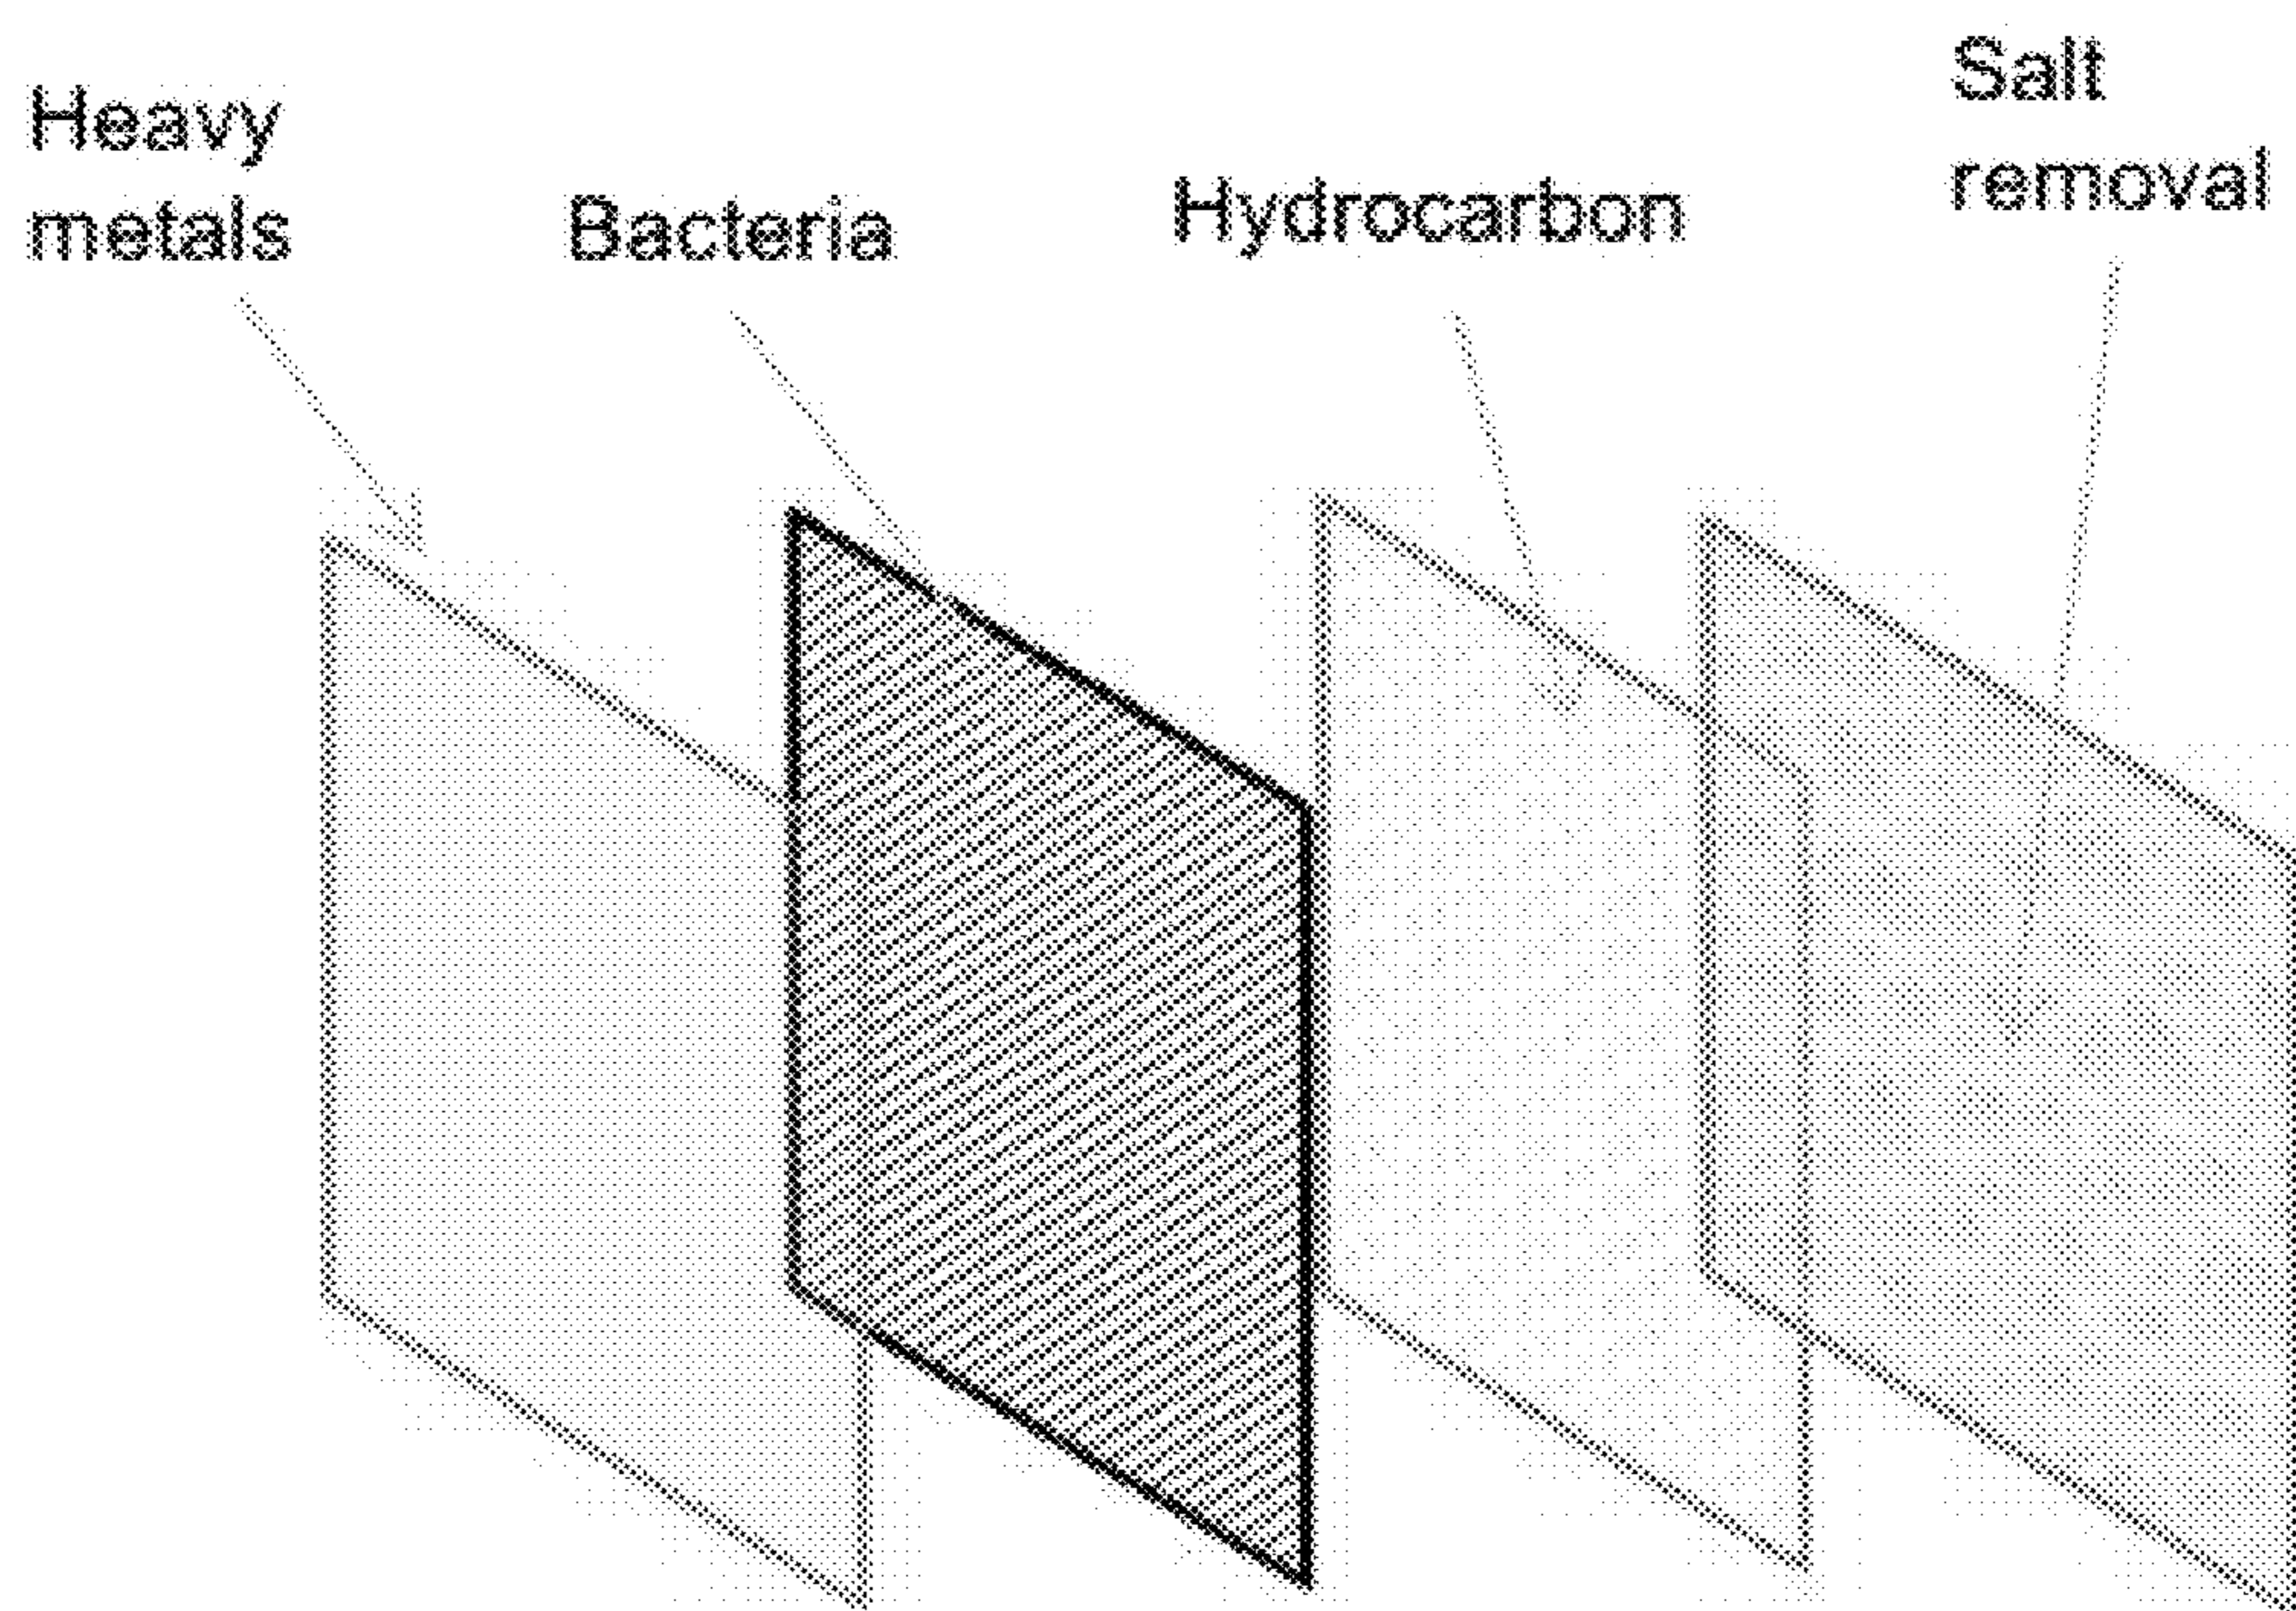 Heavy
metals
Bacteria
Hydrocarbon
Salt
removal